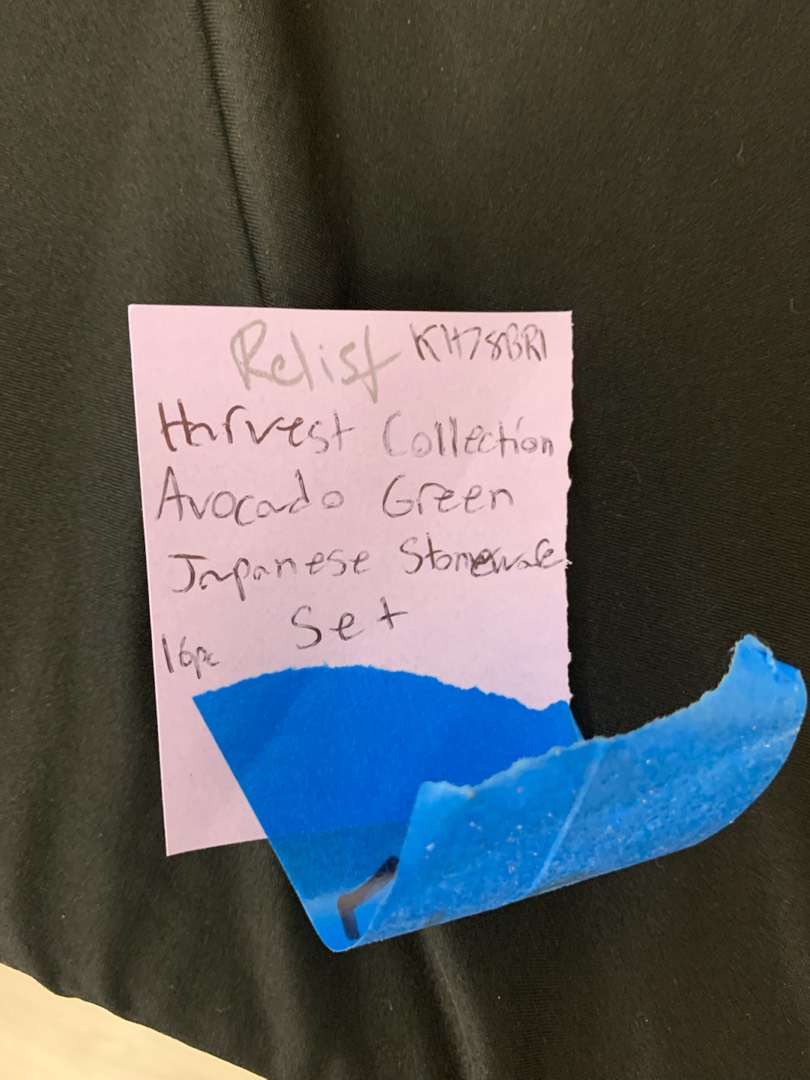 Relist KH78BR1
Harvest Collection
Avocado Green
Japanese Stoneware
Set
16pc